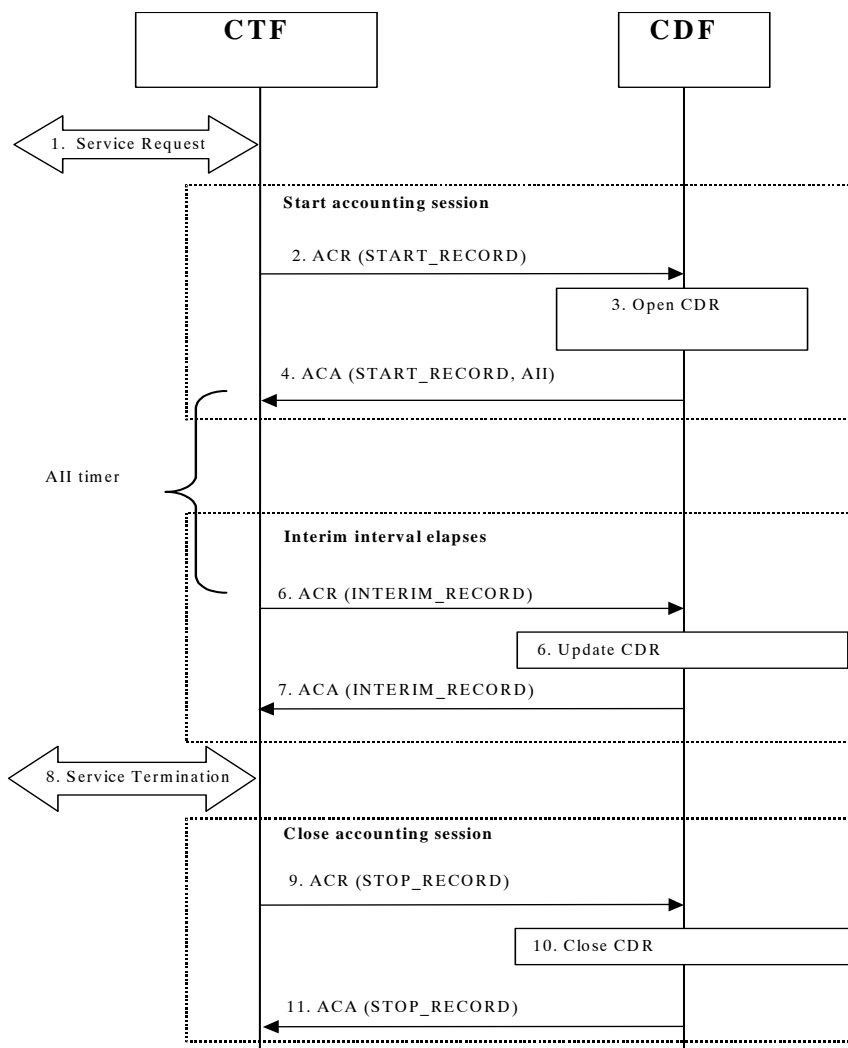 CTF
CDF
1. Service Request
Start accounting session
2. ACR (START_RECORD)
3. Open CDR
4. ACA (START_RECORD, AII)
AII timer
Interim interval elapses
6. ACR (INTERIM_RECORD)
6. Update CDR
7. ACA (INTERIM_RECORD)
8. Service Termination
Close accounting session
9. ACR (STOP_RECORD)
10. Close CDR
11. ACA (STOP_RECORD)